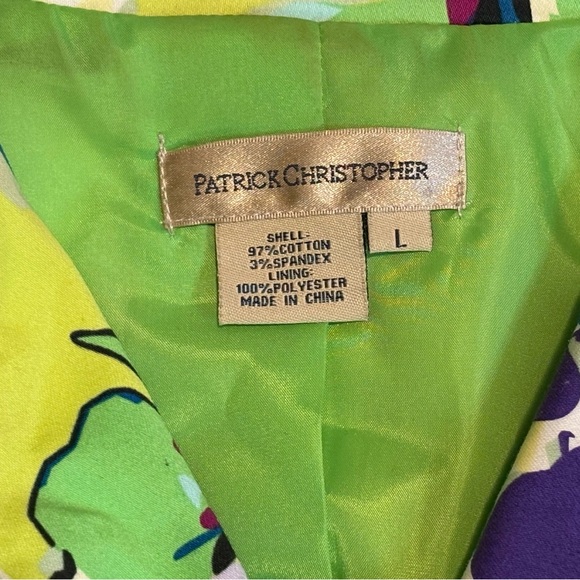 PATRICK CHRISTOPHER
SHELL:
97%COTTON
3%SPANDEX
LINING:
100%POLYESTER
MADE IN CHINA
L